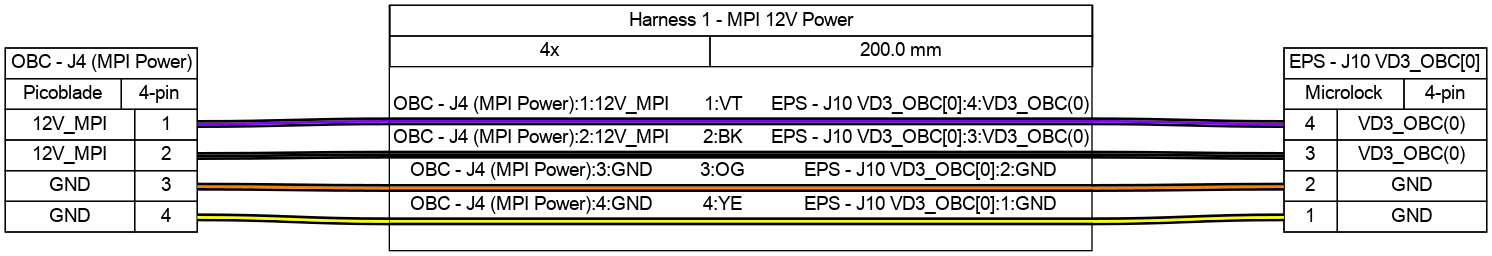 Harness 1 - MPI 12V Power
4x 200.0 mm
OBC - J4 (MPI Power)
Picoblade 4-pin
12V_MPI 1
12V_MPI 2
GND 3
GND 4
OBC - J4 (MPI Power):1:12V_MPI 1:VT EPS - J10 VD3_OBC[0]:4:VD3_OBC(0)
OBC - J4 (MPI Power):2:12V_MPI 2:BK EPS - J10 VD3_OBC[0]:3:VD3_OBC(0)
OBC - J4 (MPI Power):3:GND 3:OG EPS - J10 VD3_OBC[0]:2:GND
OBC - J4 (MPI Power):4:GND 4:YE EPS - J10 VD3_OBC[0]:1:GND
EPS - J10 VD3_OBC[0]
Microlock 4-pin
4 VD3_OBC(0)
3 VD3_OBC(0)
2 GND
1 GND